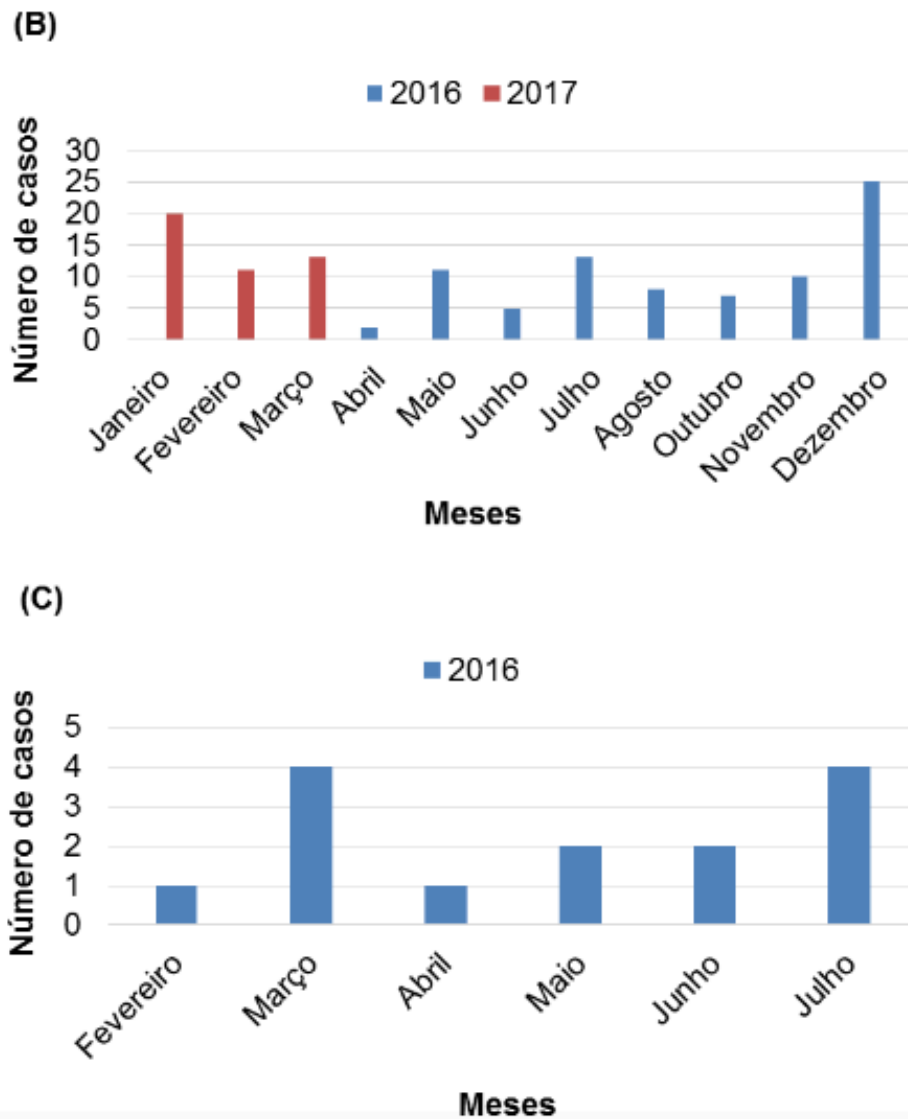 (B)
2016 2017
Número de casos
30
25
20
15
10
5
0
Janeiro
Fevereiro
Março
Abril
Maio
Junho
Julho
Agosto
Outubro
Novembro
Dezembro
Meses
(C)
2016
Número de casos
5
4
3
2
1
0
Fevereiro
Março
Abril
Maio
Junho
Julho
Meses